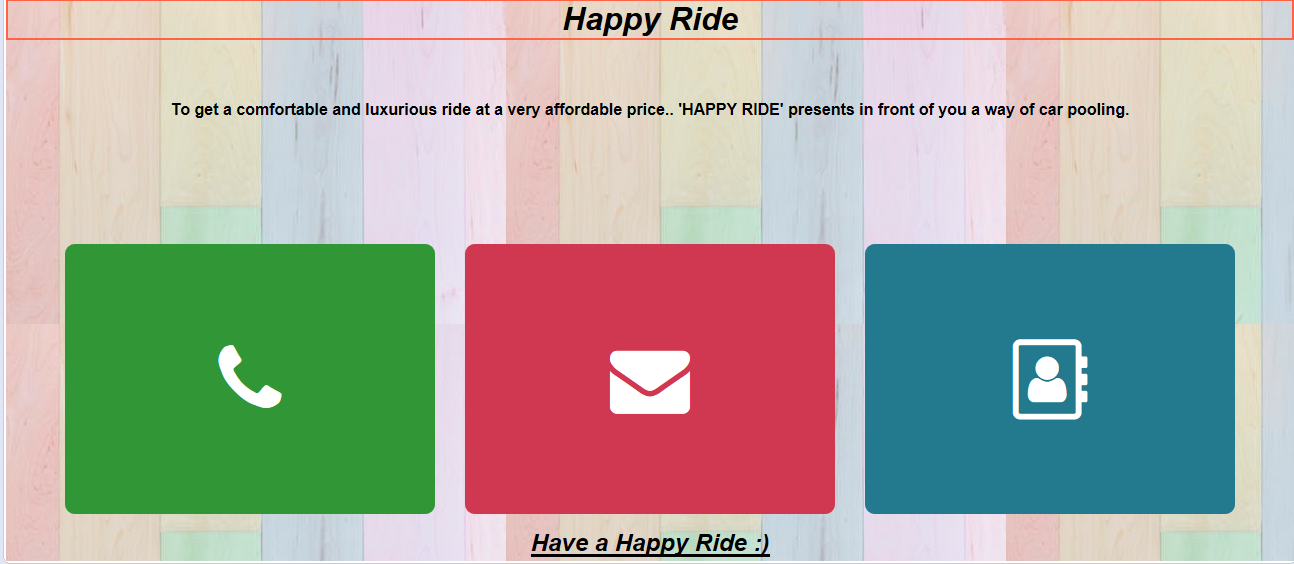 Happy Ride
To get a comfortable and luxurious ride at a very affordable price.. 'HAPPY RIDE' presents in front of you a way of car pooling.
Have a Happy Ride :)